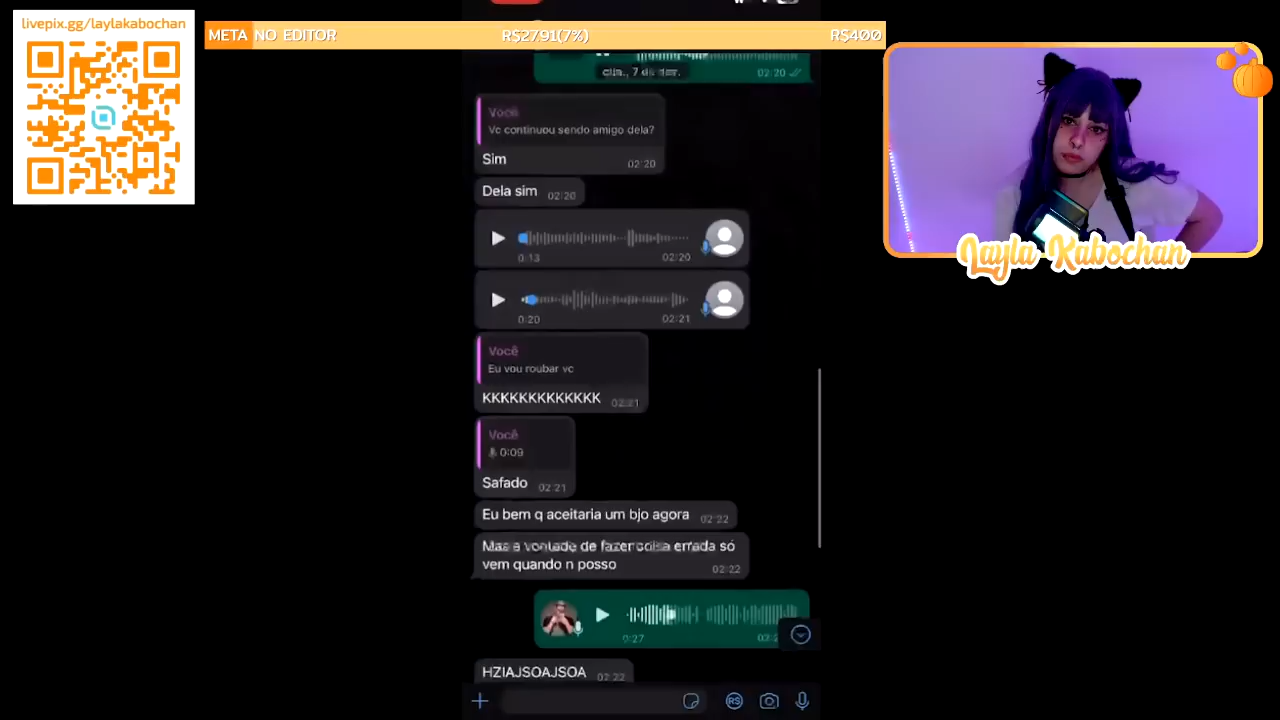 livepix.gg/laylakabochan
META NO EDITOR
R$2791(7%)
R$400
02:20
Você
Vc continuou sendo amigo dela?
Sim
02:20
Dela sim
02:20
0:13
02:20
0:20
02:21
Você
Eu vou roubar vc
KKKKKKKKKKKKK
02:21
Você
0:09
Safado
02:21
Eu bem q aceitaria um bjo agora
02:22
Mas a vontade de fazer coisa errada só
vem quando n posso
02:22
0:27
HZIAJSOAJSOA
02:22
R$
Layla Kabochan